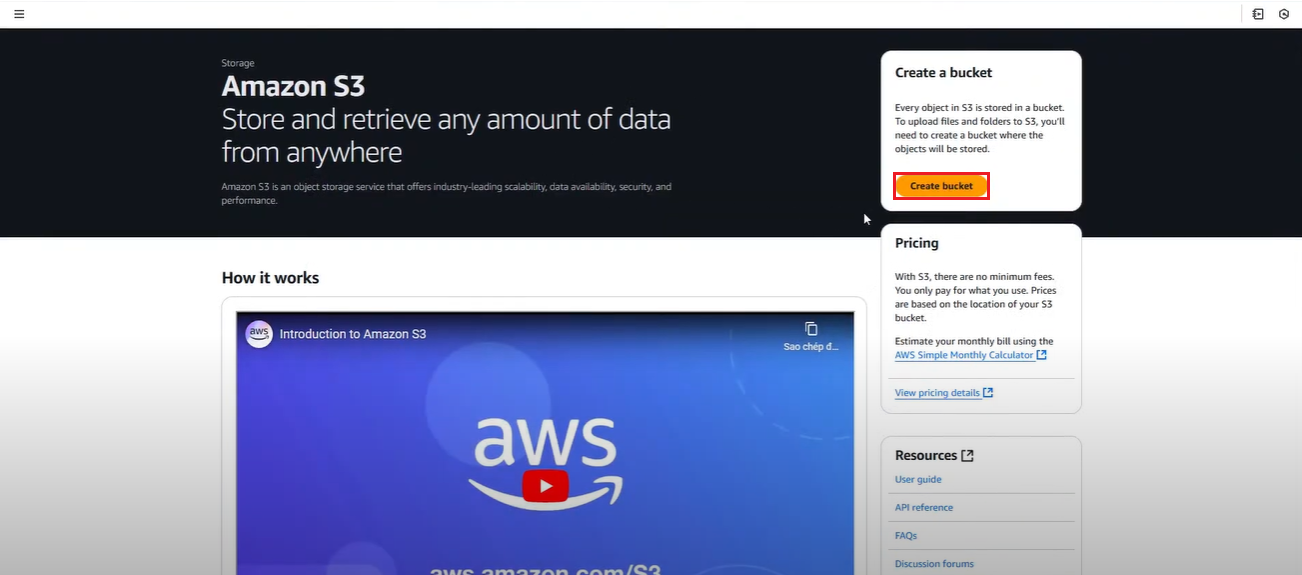 Storage
Amazon S3
Store and retrieve any amount of data
from anywhere
Amazon S3 is an object storage service that offers industry-leading scalability, data availability, security, and
performance.
Create a bucket
Every object in S3 is stored in a bucket.
To upload files and folders to S3, you'll
need to create a bucket where the
objects will be stored.
Create bucket
Pricing
With S3, there are no minimum fees.
You only pay for what you use. Prices
are based on the location of your S3
bucket.
Estimate your monthly bill using the
AWS Simple Monthly Calculator
View pricing details
Resources
User guide
API reference
FAQs
Discussion forums
How it works
aws
Introduction to Amazon S3
Sao chép đ...
aws
aws.amazon.com/S3